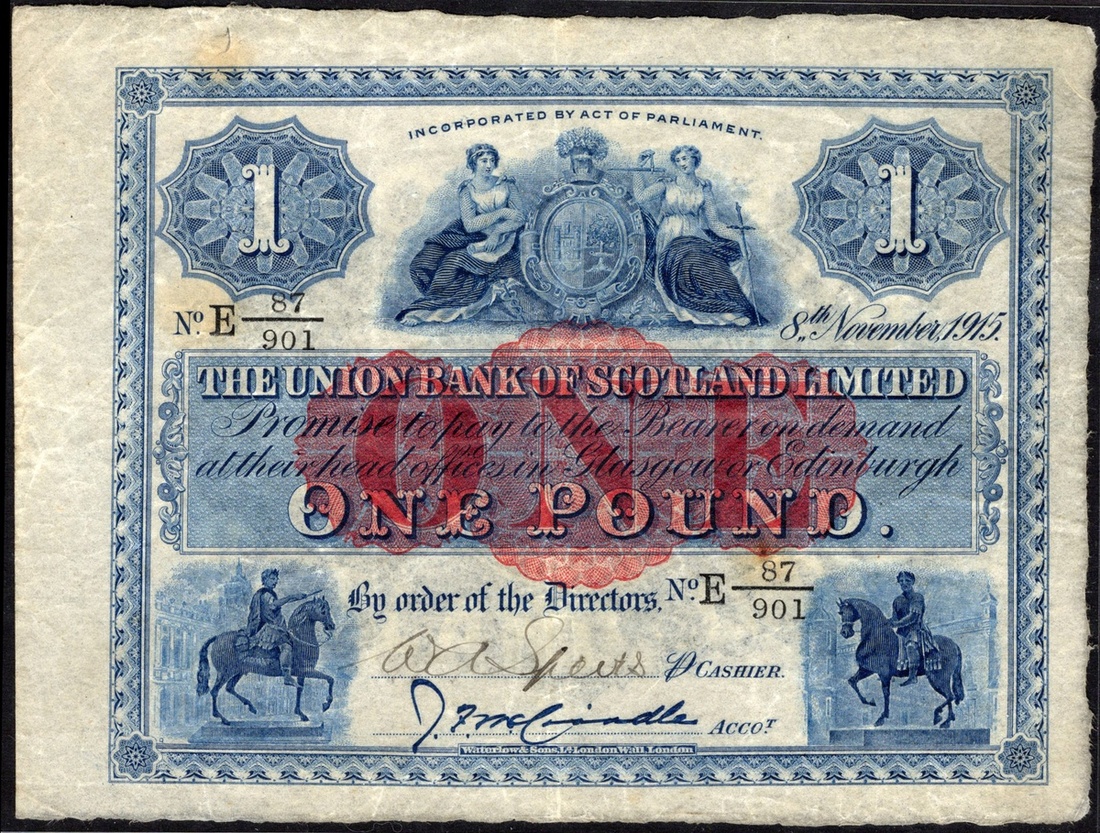 INCORPORATED BY ACT OF PARLIAMENT.
1 1
No. E 87/901
8th November, 1915.
THE UNION BANK OF SCOTLAND LIMITED
Promise to pay to the Bearer on demand
at their head offices in Glasgow or Edinburgh
ONE
ONE POUND.
By order of the Directors,
No. E 87/901
P CASHIER.
J. F. McCrindle ACCOT.
Waterlow & Sons, Ld. London Wall, London